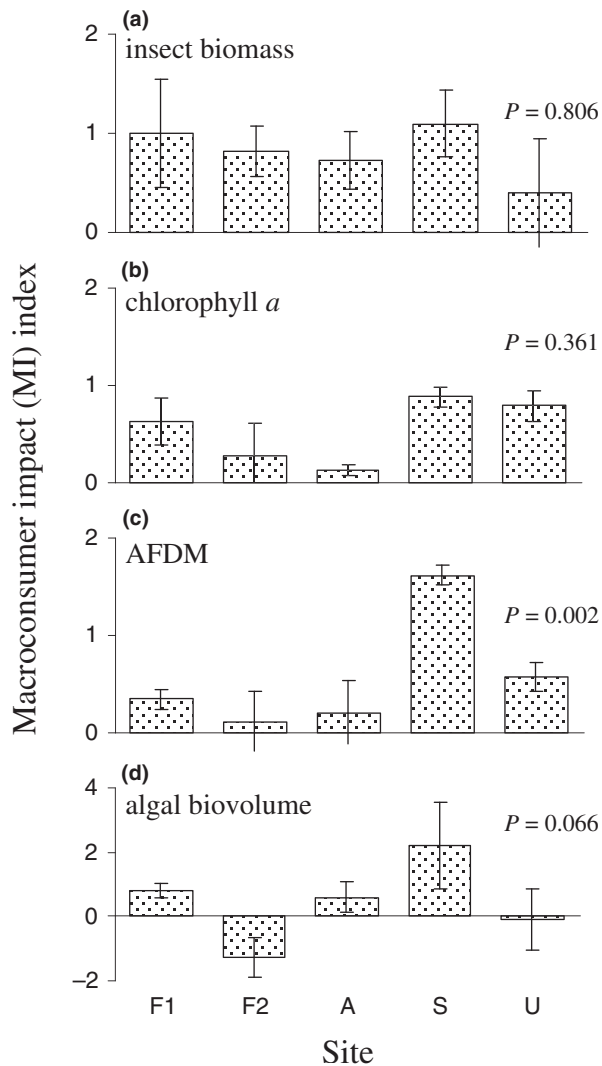 Macroconsumer impact (MI) index
(a)
insect biomass
P = 0.806
2
1
0
(b)
chlorophyll a
P = 0.361
2
1
0
(c)
AFDM
P = 0.002
2
1
0
(d)
algal biovolume
P = 0.066
4
2
0
−2
F1 F2 A S U
Site